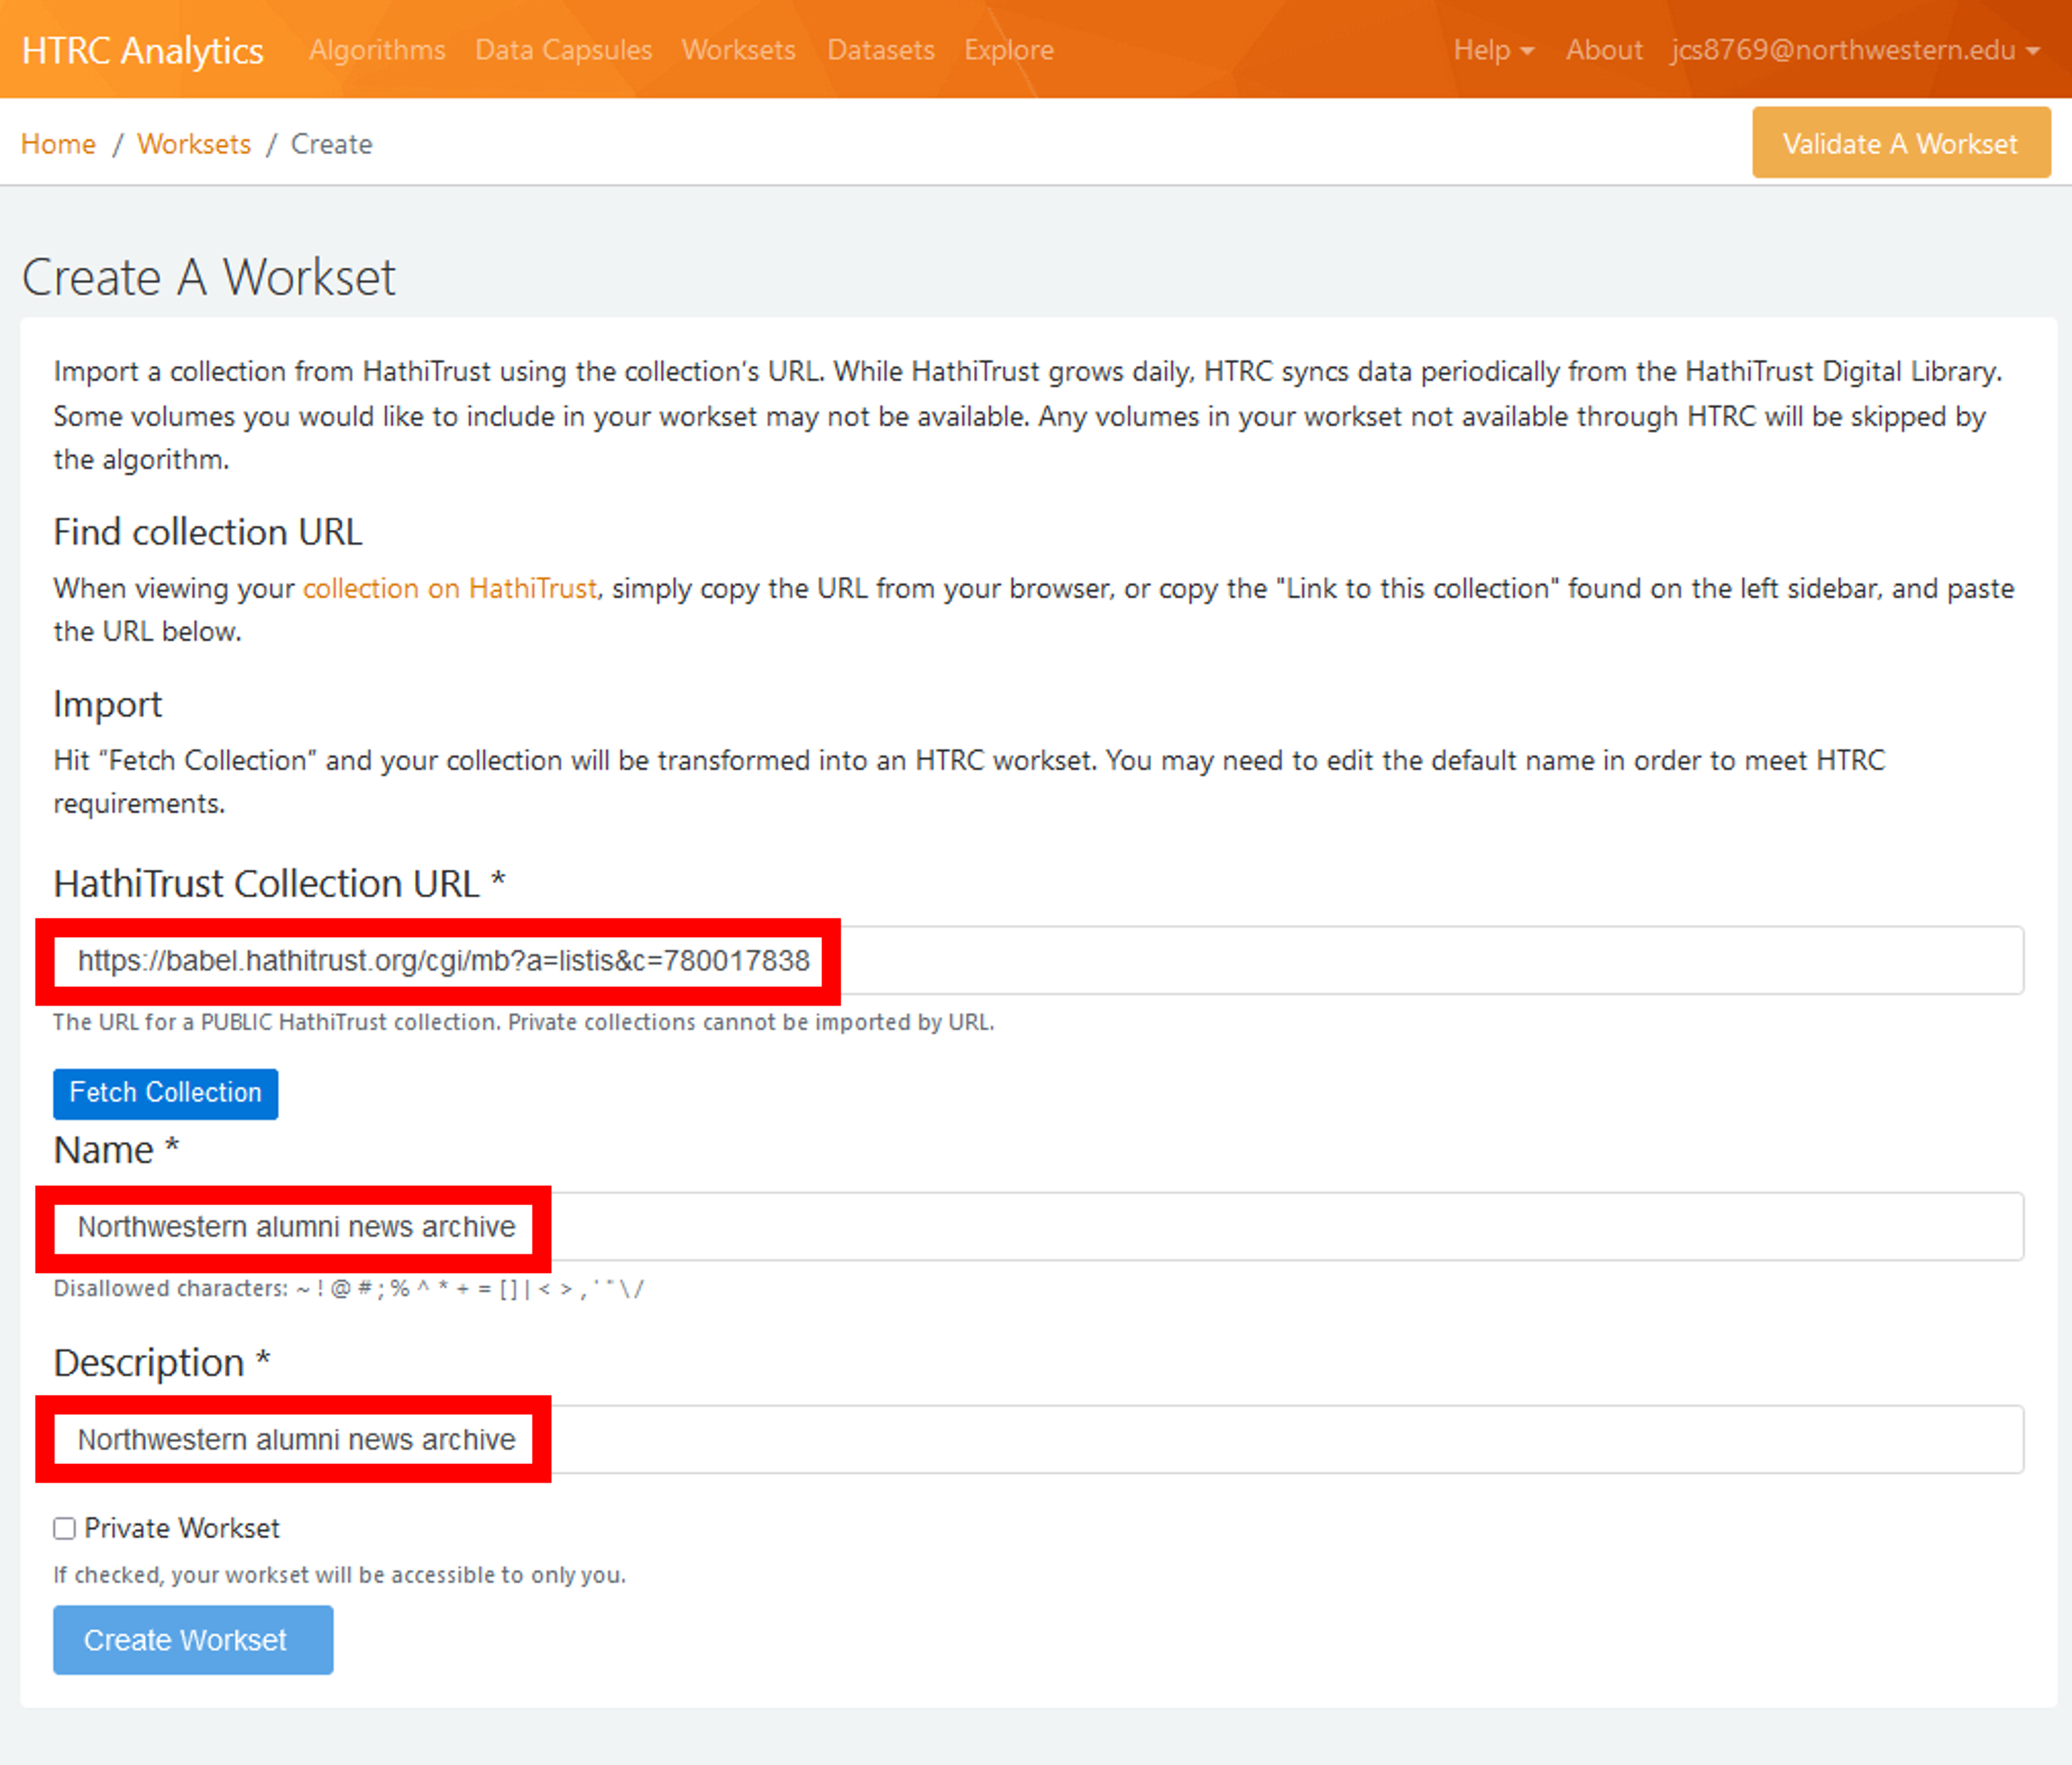 HTRC Analytics Algorithms Data Capsules Worksets Datasets Explore Help About jcs8769@northwestern.edu
Home / Worksets / Create Validate A Workset
Create A Workset
Import a collection from HathiTrust using the collection's URL. While HathiTrust grows daily, HTRC syncs data periodically from the HathiTrust Digital Library.
Some volumes you would like to include in your workset may not be available. Any volumes in your workset not available through HTRC will be skipped by
the algorithm.
Find collection URL
When viewing your collection on HathiTrust, simply copy the URL from your browser, or copy the "Link to this collection" found on the left sidebar, and paste
the URL below.
Import
Hit “Fetch Collection” and your collection will be transformed into an HTRC workset. You may need to edit the default name in order to meet HTRC
requirements.
HathiTrust Collection URL *
https://babel.hathitrust.org/cgi/mb?a=listis&c=780017838
The URL for a PUBLIC HathiTrust collection. Private collections cannot be imported by URL.
Fetch Collection
Name *
Northwestern alumni news archive
Disallowed characters: ~ ! @ # ; % ^ * + = [ ] | < > , ' " \ /
Description *
Northwestern alumni news archive
Private Workset
If checked, your workset will be accessible to only you.
Create Workset